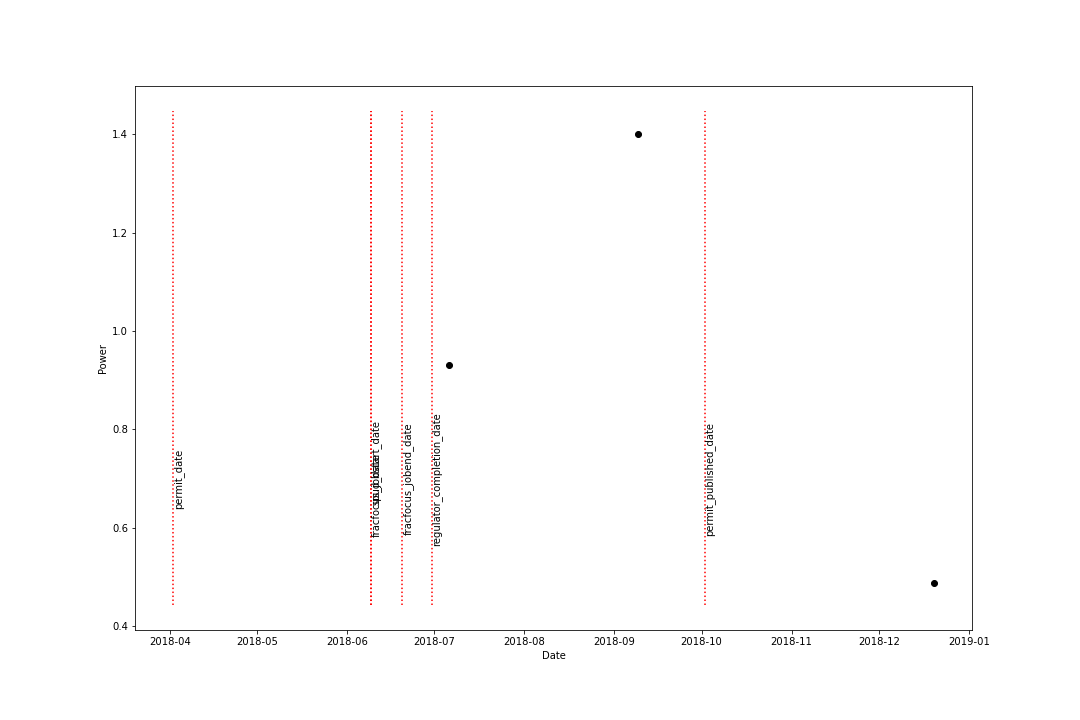 1.4
1.2
1.0
0.8
0.6
0.4
Power
permit_date
fracfocus_jobstart_date
spud_date
fracfocus_jobend_date
regulator_completion_date
permit_published_date
2018-04 2018-05 2018-06 2018-07 2018-08 2018-09 2018-10 2018-11 2018-12 2019-01
Date